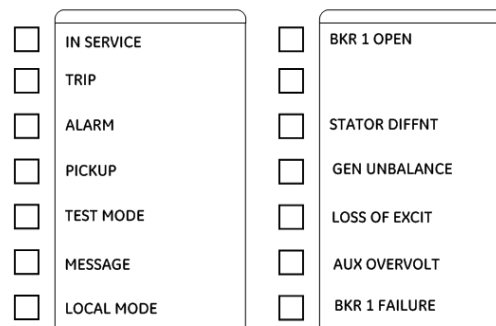 IN SERVICE
TRIP
ALARM
PICKUP
TEST MODE
MESSAGE
LOCAL MODE
BKR 1 OPEN
STATOR DIFFNT
GEN UNBALANCE
LOSS OF EXCIT
AUX OVERVOLT
BKR 1 FAILURE